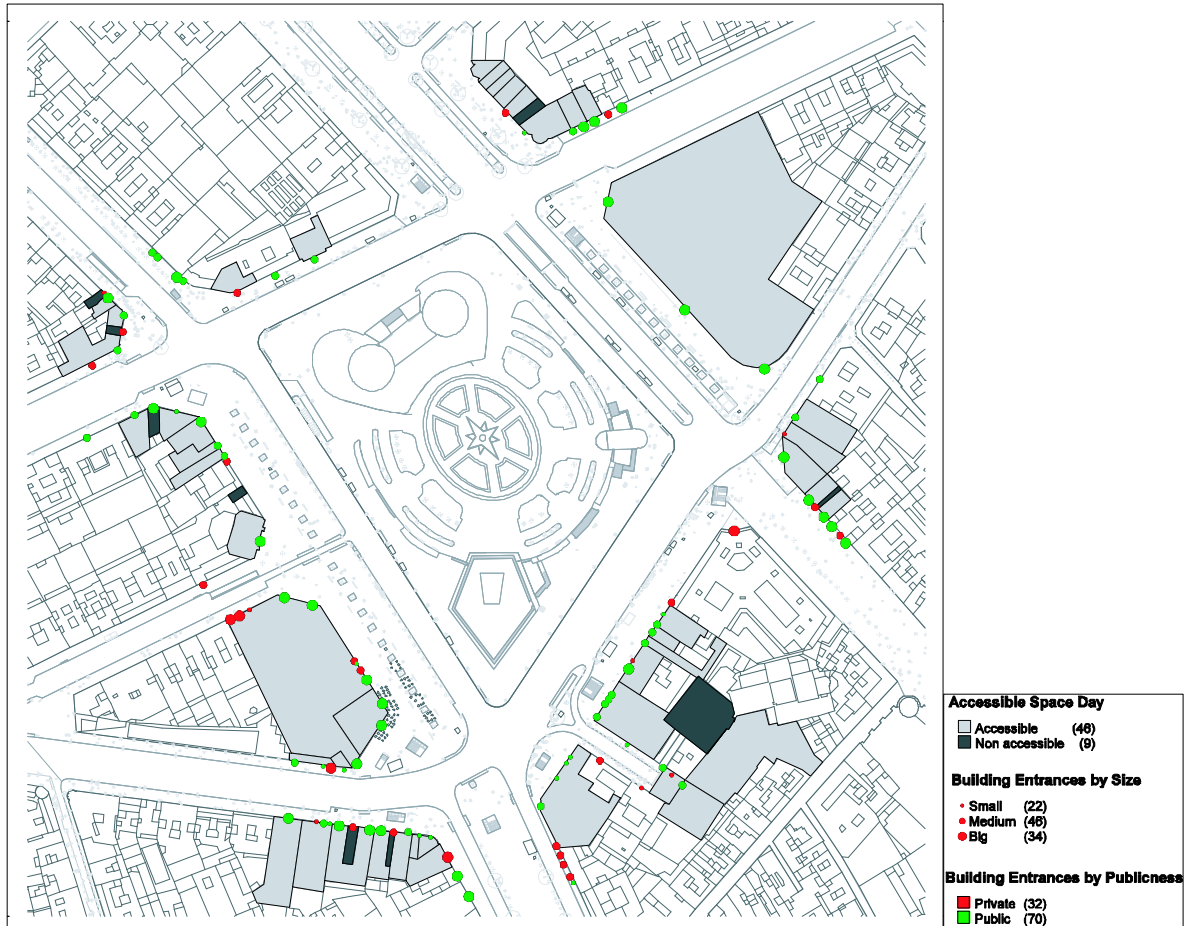 Accessible Space Day
Accessible (46)
Non accessible (9)
Building Entrances by Size
Small (22)
Medium (46)
Big (34)
Building Entrances by Publicness
Private (32)
Public (70)